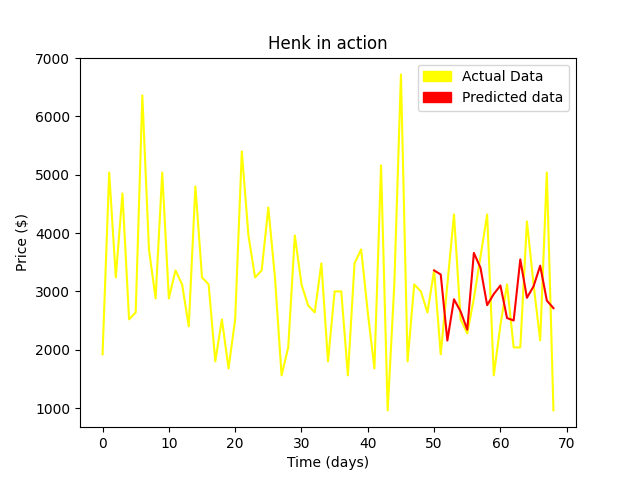 Henk in action
Actual Data
Predicted data
Price ($)
7000
6000
5000
4000
3000
2000
1000
0 10 20 30 40 50 60 70
Time (days)